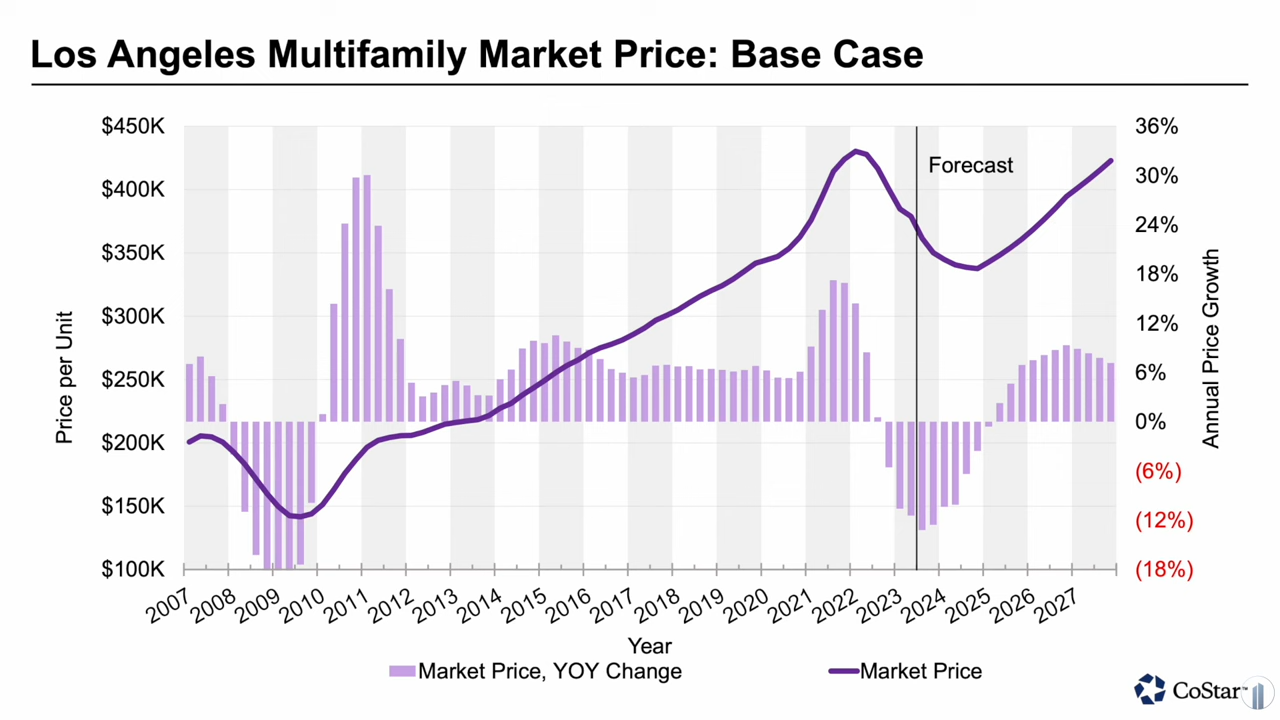 Los Angeles Multifamily Market Price: Base Case
$450K
$400K
$350K
$300K
$250K
$200K
$150K
$100K
Price per Unit
Forecast
36%
30%
24%
18%
12%
6%
0%
(6%)
(12%)
(18%)
Annual Price Growth
2007 2008 2009 2010 2011 2012 2013 2014 2015 2016 2017 2018 2019 2020 2021 2022 2023 2024 2025 2026 2027
Year
Market Price, YOY Change Market Price
CoStar™